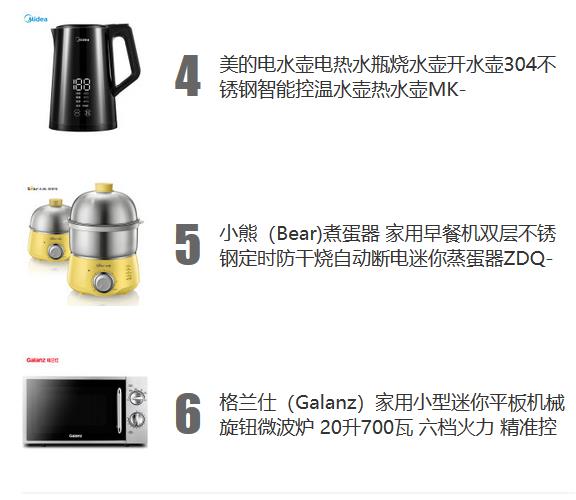 Midea
4
美的电水壶电热水瓶烧水壶开水壶304不
锈钢智能控温水壶热水壶MK-
5
小熊（Bear)煮蛋器 家用早餐机双层不锈
钢定时防干烧自动断电迷你蒸蛋器ZDQ-
Galanz 格兰仕
6
格兰仕（Galanz）家用小型迷你平板机械
旋钮微波炉 20升700瓦 六档火力 精准控
Galanz